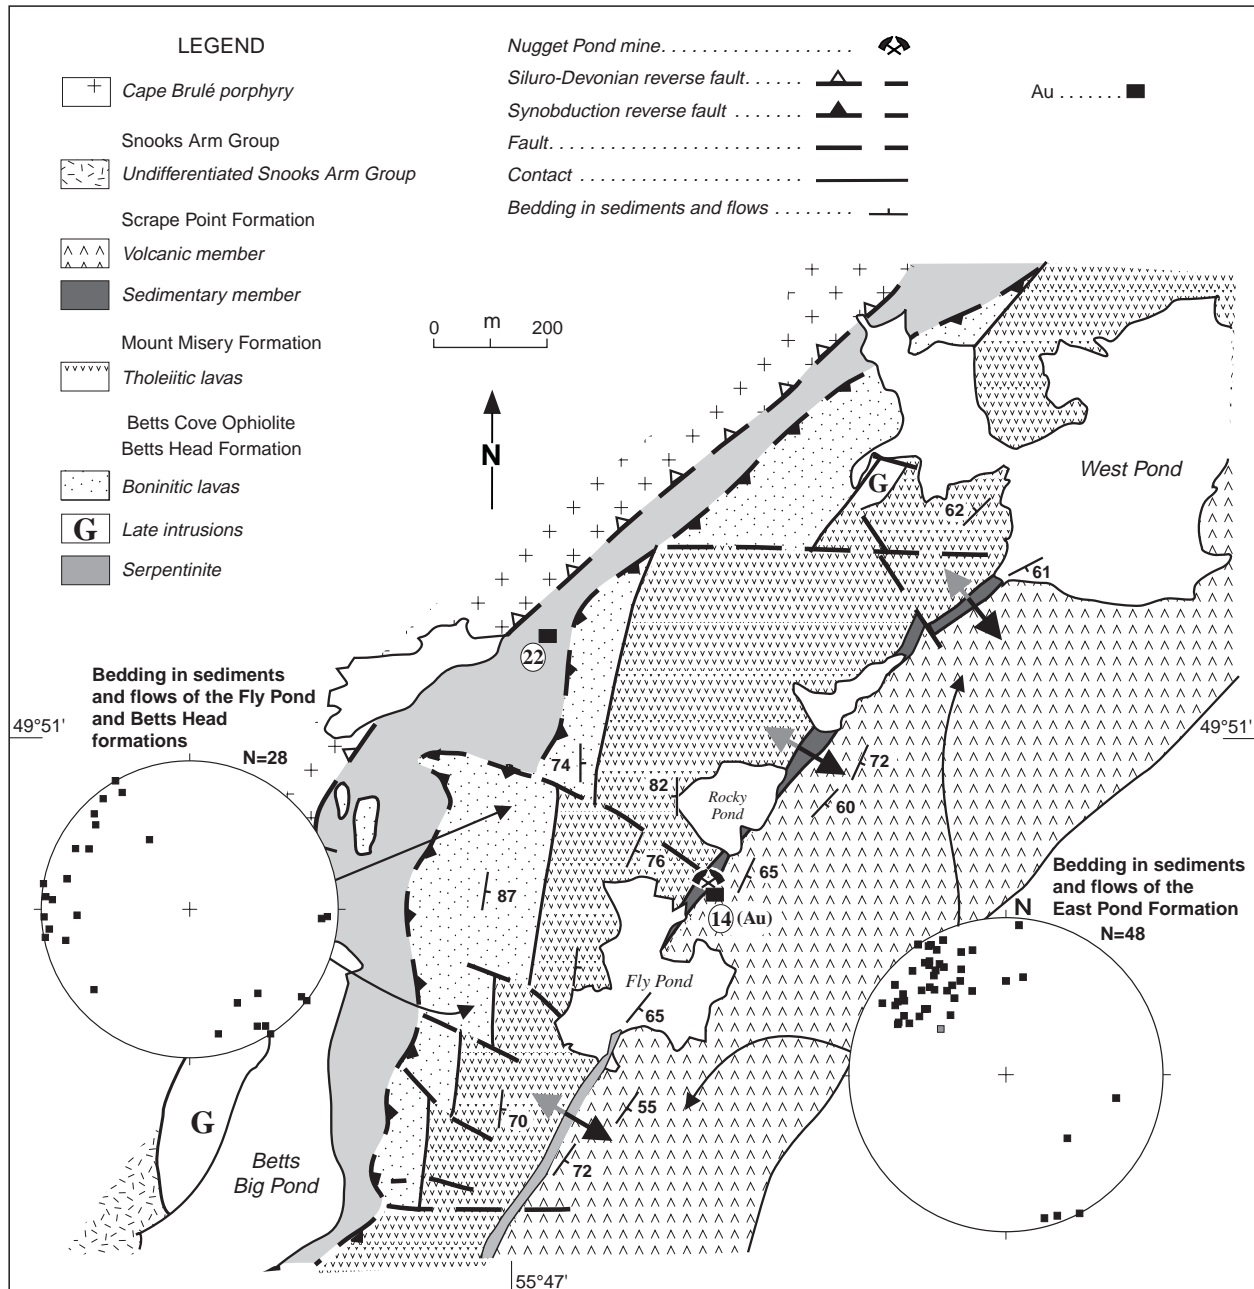 LEGEND
Cape Brulé porphyry
Snooks Arm Group
Undifferentiated Snooks Arm Group
Scrape Point Formation
Volcanic member
Sedimentary member
Mount Misery Formation
Tholeiitic lavas
Betts Cove Ophiolite
Betts Head Formation
Boninitic lavas
G Late intrusions
Serpentinite
Nugget Pond mine. . . . . . . . . . . . . . . . . . .
Siluro-Devonian reverse fault. . . . . .
Synobduction reverse fault . . . . . . .
Fault. . . . . . . . . . . . . . . . . . . . . . . . . .
Contact . . . . . . . . . . . . . . . . . . . . . . .
Bedding in sediments and flows . . . . . . . .
Au . . . . . . .
0 m 200
N
West Pond
G
62
61
22
Bedding in sediments
and flows of the Fly Pond
and Betts Head
formations
N=28
49°51'
49°51'
74
82
72
Rocky
Pond
60
76
65
87
14 (Au)
Bedding in sediments
and flows of the
East Pond Formation
N=48
N
Fly Pond
65
55
70
72
G
Betts
Big Pond
55°47'